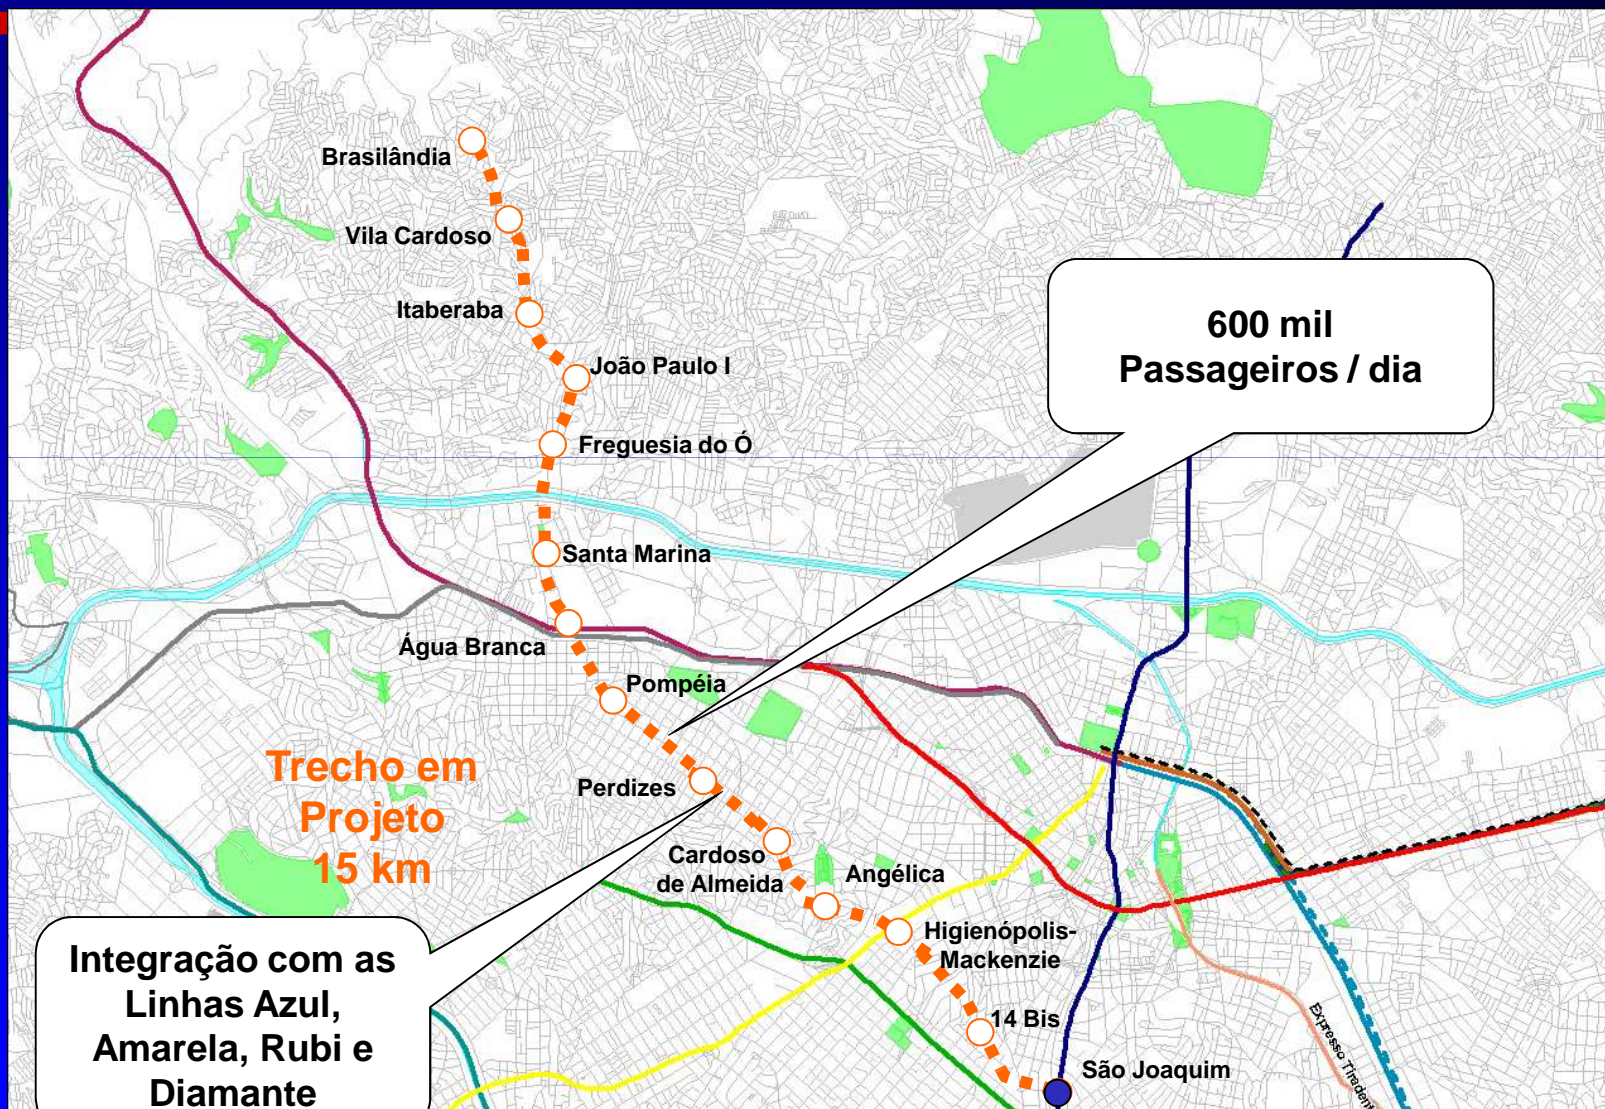 Brasilândia
Vila Cardoso
Itaberaba
João Paulo I
600 mil
Passageiros / dia
Freguesia do Ó
Santa Marina
Água Branca
Pompéia
Trecho em
Projeto
15 km
Perdizes
Cardoso
de Almeida
Angélica
Higienópolis-
Mackenzie
Integração com as
Linhas Azul,
Amarela, Rubi e
Diamante
14 Bis
São Joaquim
Expresso Tiradent